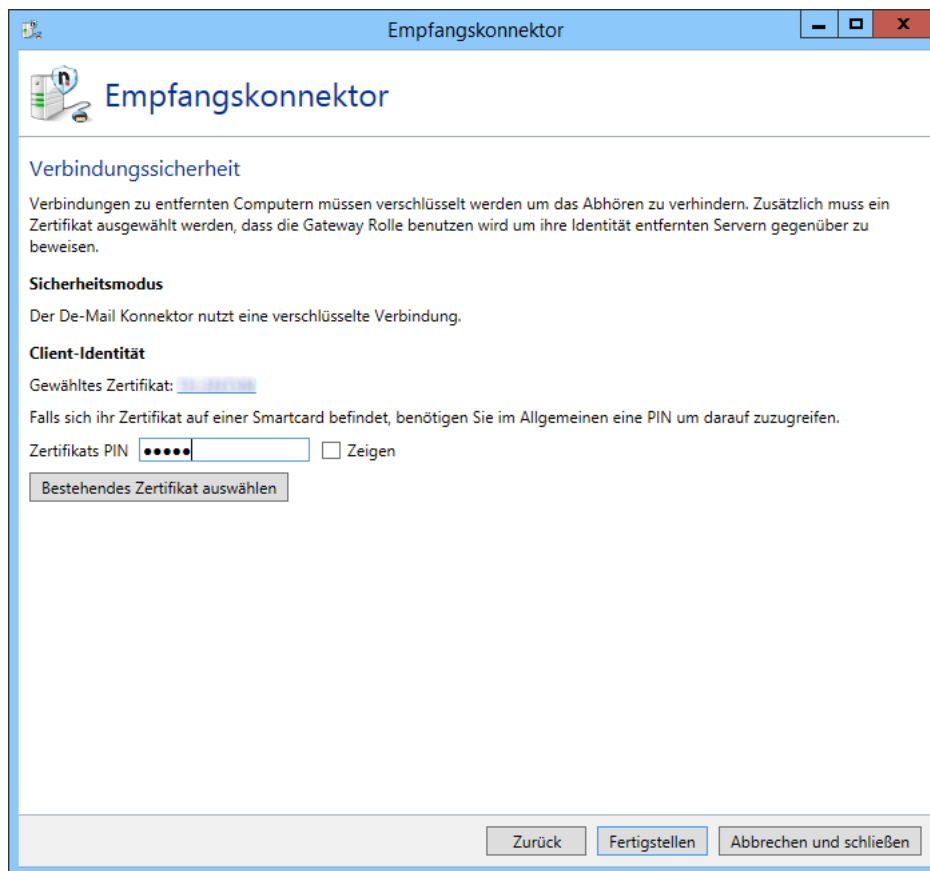 Empfangskonnektor
Empfangskonnektor
Verbindungssicherheit
Verbindungen zu entfernten Computern müssen verschlüsselt werden um das Abhören zu verhindern. Zusätzlich muss ein
Zertifikat ausgewählt werden, dass die Gateway Rolle benutzen wird um ihre Identität entfernten Servern gegenüber zu
beweisen.
Sicherheitsmodus
Der De-Mail Konnektor nutzt eine verschlüsselte Verbindung.
Client-Identität
Gewähltes Zertifikat:
Falls sich ihr Zertifikat auf einer Smartcard befindet, benötigen Sie im Allgemeinen eine PIN um darauf zuzugreifen.
Zertifikats PIN ●●●●● Zeigen
Bestehendes Zertifikat auswählen
Zurück Fertigstellen Abbrechen und schließen